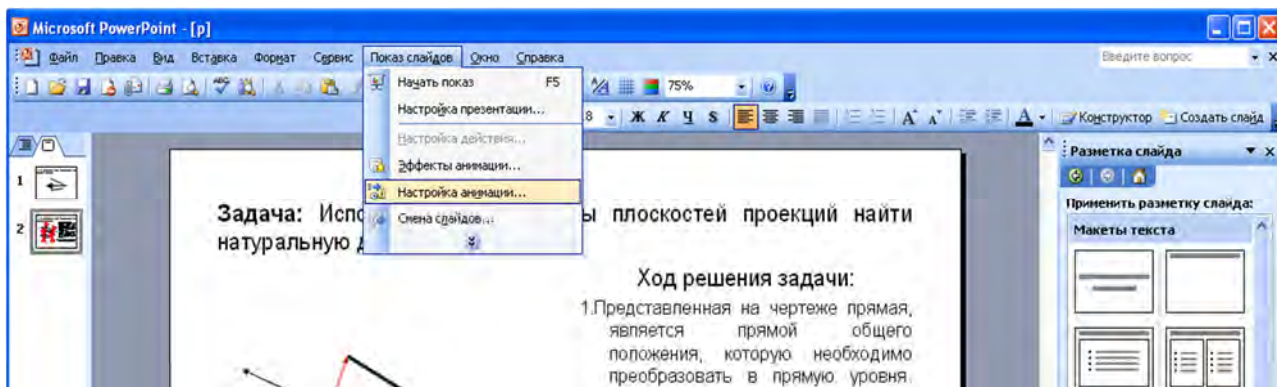 Microsoft PowerPoint - [p]
Файл Правка Вид Вставка Формат Сервис Показ слайдов Окно Справка Введите вопрос
Начать показ F5 75%
Настройка презентации...
8 Ж К Ч S Конструктор Создать слайд
Настройка действия...
Разметка слайда
Эффекты анимации...
1
Настройка анимации...
Применить разметку слайда:
Смена слайдов...
Задача: Испо ы плоскостей проекций найти
2
Макеты текста
натуральную д
Ход решения задачи:
1.Представленная на чертеже прямая,
является прямой общего
положения, которую необходимо
преобразовать в прямую уровня.